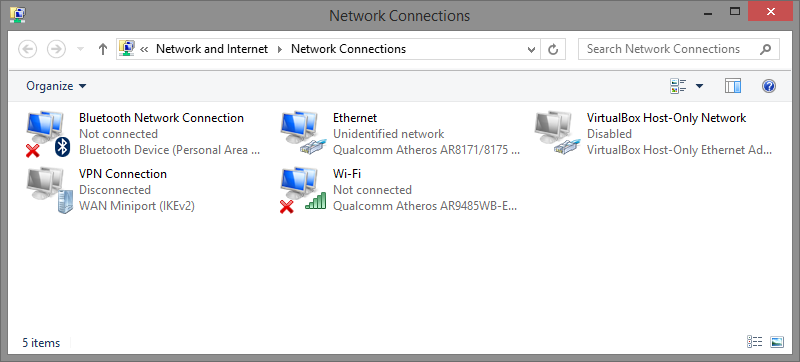 Network Connections
« Network and Internet Network Connections
Search Network Connections
Organize
Bluetooth Network Connection
Not connected
Bluetooth Device (Personal Area ...
Ethernet
Unidentified network
Qualcomm Atheros AR8171/8175 ...
VirtualBox Host-Only Network
Disabled
VirtualBox Host-Only Ethernet Ad...
VPN Connection
Disconnected
WAN Miniport (IKEv2)
Wi-Fi
Not connected
Qualcomm Atheros AR9485WB-E...
5 items